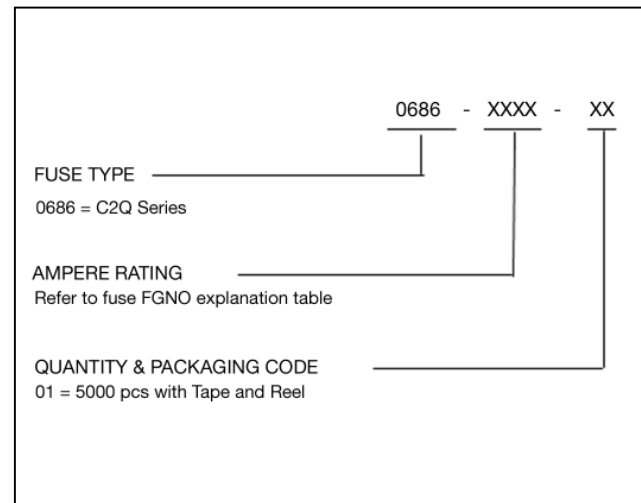 0686 - XXXX - XX
FUSE TYPE
0686 = C2Q Series
AMPERE RATING
Refer to fuse FGNO explanation table
QUANTITY & PACKAGING CODE
01 = 5000 pcs with Tape and Reel